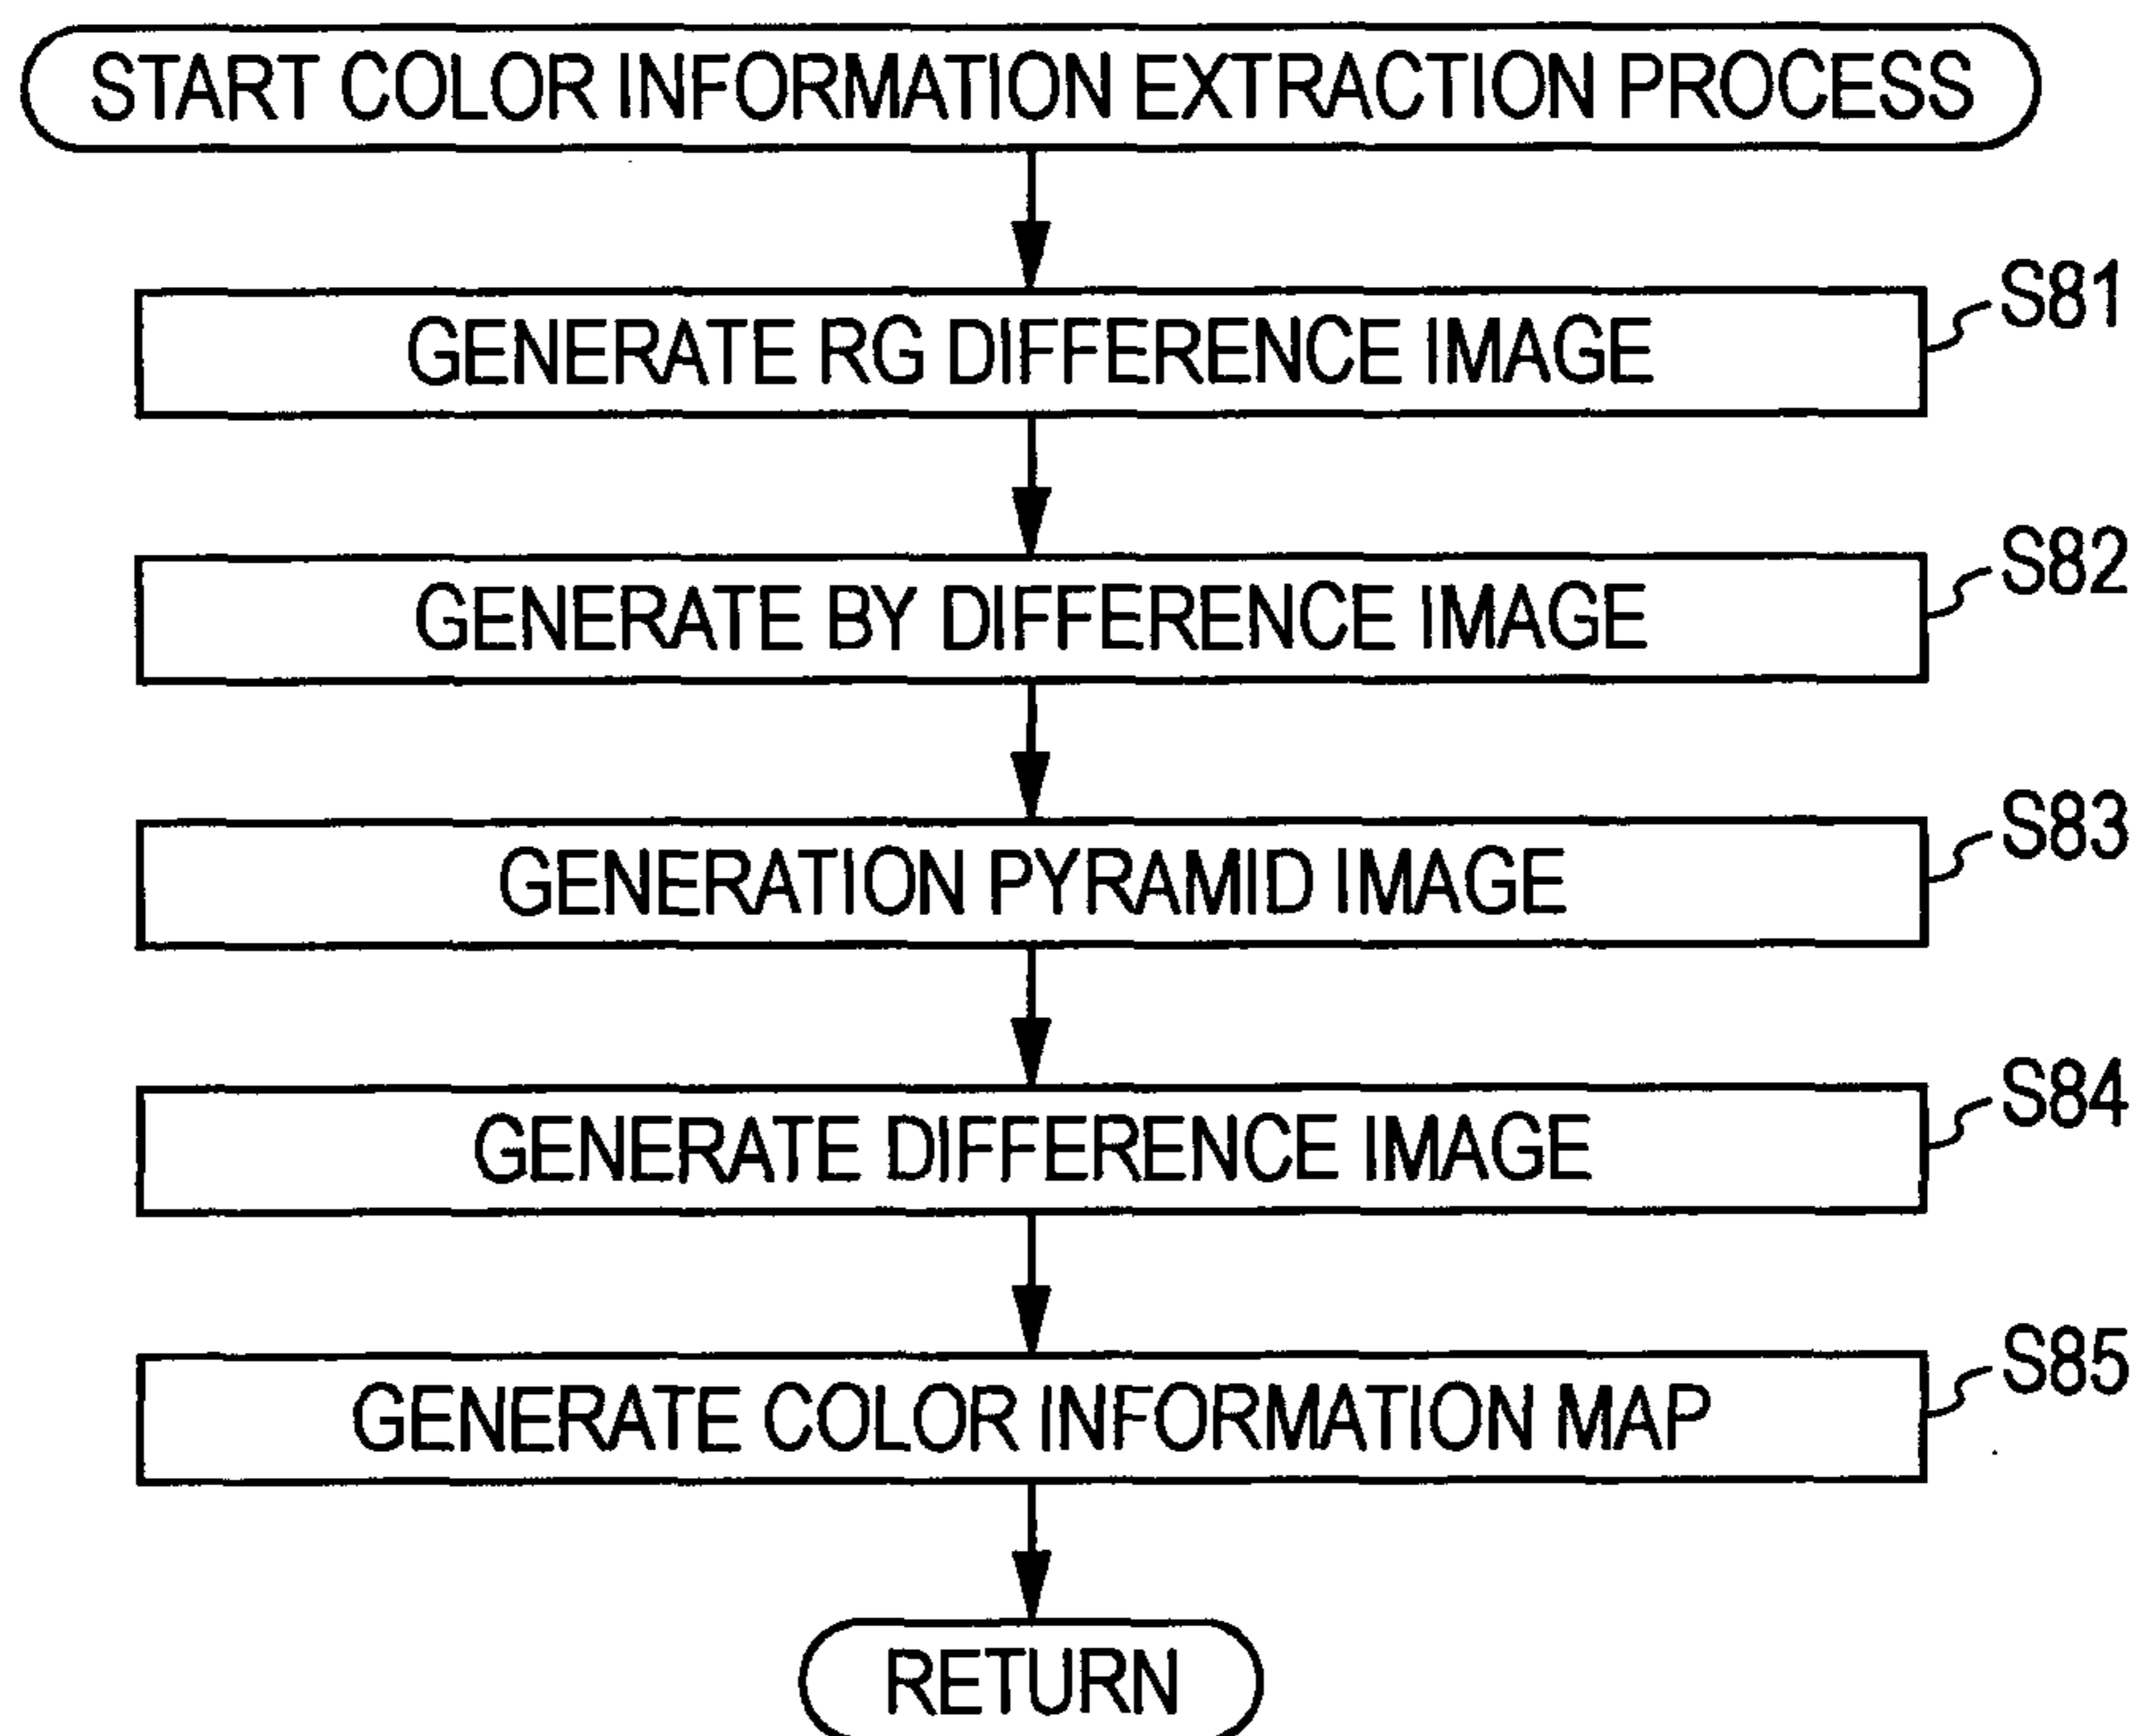 START COLOR INFORMATION EXTRACTION PROCESS
S81
GENERATE RG DIFFERENCE IMAGE
S82
GENERATE BY DIFFERENCE IMAGE
S83
GENERATION PYRAMID IMAGE
S84
GENERATE DIFFERENCE IMAGE
S85
GENERATE COLOR INFORMATION MAP
RETURN